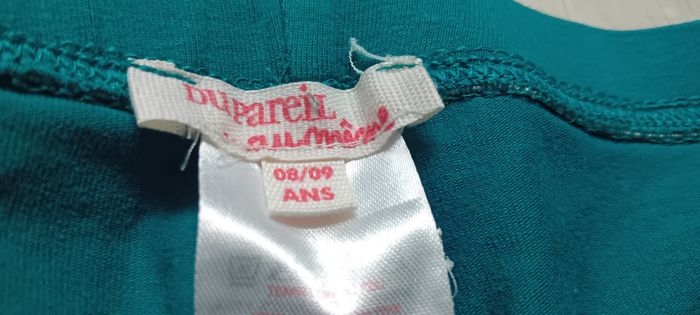 DuPareiL
..au même
08/09
ANS